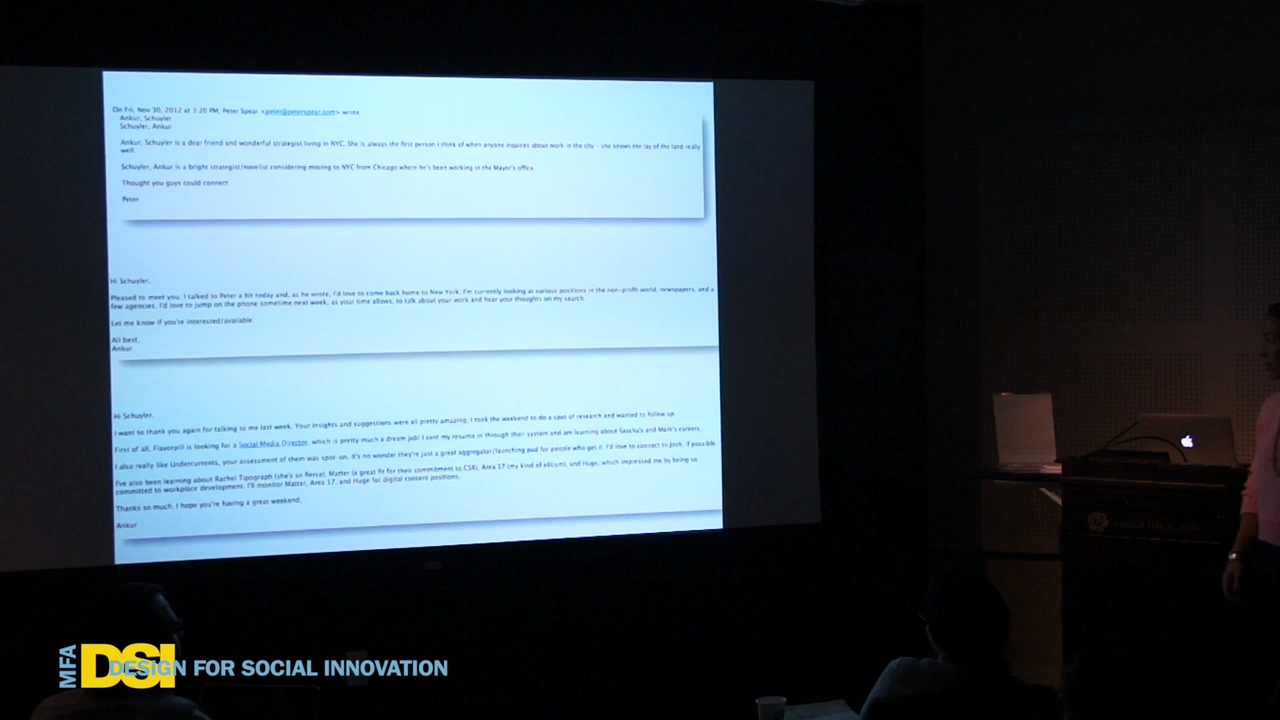 On Fri, Nov 30, 2012 at 3:20 PM, Peter Spear <peter@peterspear.com> wrote
Ankur, Schuyler
Schuyler, Ankur
Ankur, Schuyler is a dear friend and wonderful strategist living in NYC. She is always the first person I think of when anyone inquires about work in the city - she knows the lay of the land really
well.
Schuyler, Ankur is a bright strategist/novelist considering moving to NYC from Chicago where he's been working in the Mayor's office.
Thought you guys could connect
Peter
Hi Schuyler,
Pleased to meet you. I talked to Peter a bit today and, as he wrote, I'd love to come back home to New York. I'm currently looking at various positions in the non-profit world, newspapers, and a
few agencies. I'd love to jump on the phone sometime next week, as your time allows, to talk about your work and hear your thoughts on my search.
Let me know if you're interested/available
All best,
Ankur
Hi Schuyler,
I want to thank you again for talking to me last week. Your insights and suggestions were all pretty amazing. I took the weekend to do a spot of research and wanted to follow up.
First of all, Flavorpill is looking for a Social Media Director, which is pretty much a dream job! I sent my resume in through their system and am learning about Sascha's and Mark's careers.
I also really like Undercurrents, your assessment of them was spot-on. It's no wonder they're just a great aggregator/launching pad for people who get it. I'd love to connect to Josh, if possible
I've also been learning about Rachel Tipograph (she's so fierce), Matter (a great fit for their commitment to CSR), Area 17 (my kind of elitism), and Huge, which impressed me by being so
committed to workplace development. I'll monitor Matter, Area 17, and Huge for digital content positions.
Thanks so much. I hope you're having a great weekend,
Ankur
MFA DSI DESIGN FOR SOCIAL INNOVATION